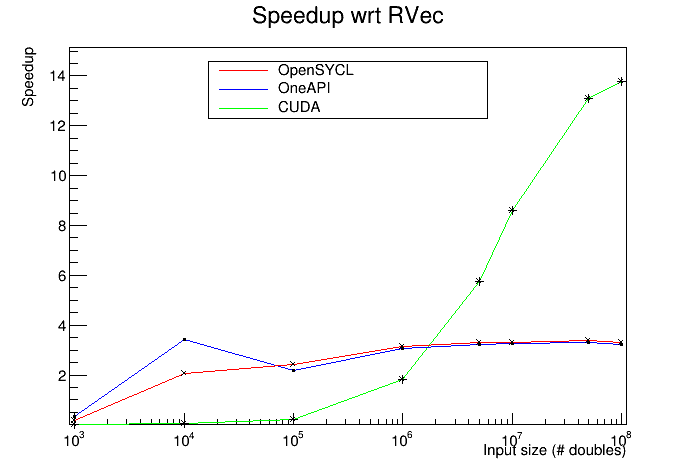 Speedup wrt RVec
Speedup
OpenSYCL
OneAPI
CUDA
14
12
10
8
6
4
2
10³ 10⁴ 10⁵ 10⁶ 10⁷ 10⁸
Input size (# doubles)